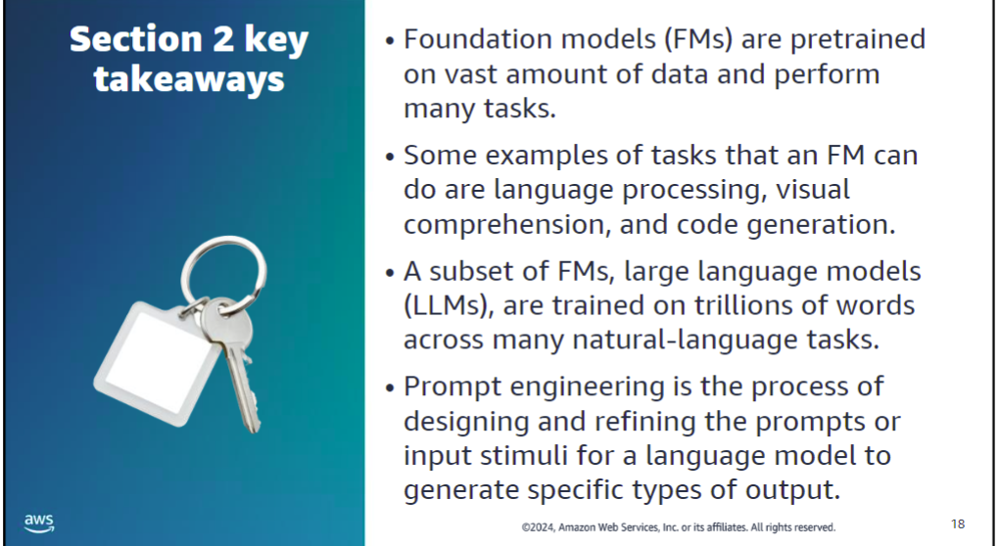 Section 2 key
takeaways
• Foundation models (FMs) are pretrained
on vast amount of data and perform
many tasks.
• Some examples of tasks that an FM can
do are language processing, visual
comprehension, and code generation.
• A subset of FMs, large language models
(LLMs), are trained on trillions of words
across many natural-language tasks.
• Prompt engineering is the process of
designing and refining the prompts or
input stimuli for a language model to
generate specific types of output.
aws
©2024, Amazon Web Services, Inc. or its affiliates. All rights reserved.
18